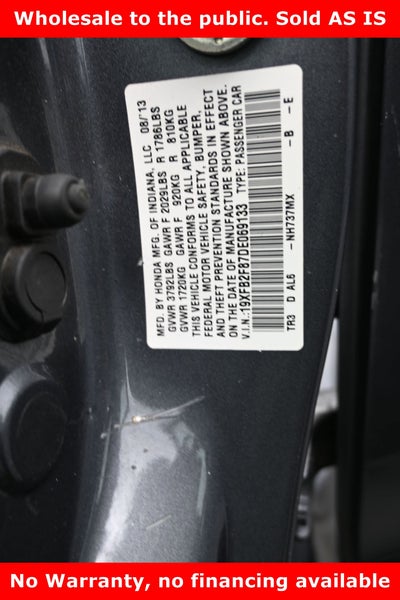 Wholesale to the public. Sold AS IS
MFD. BY HONDA MFG. OF INDIANA, LLC 08/13
GVWR 3792LBS GAWR F 2029LBS R 1786LBS
GVWR 1720KG GAWR F 920KG R 810KG
THIS VEHICLE CONFORMS TO ALL APPLICABLE
FEDERAL MOTOR VEHICLE SAFETY, BUMPER,
THEFT PREVENTION STANDARDS IN EFFECT
ON THE DATE OF MANUFACTURE SHOWN ABOVE.
V.I.N.:19XFB2F97DE069133 TYPE: PASSENGER CAR
TR3 D AL6 -NH737MX -B -E
No Warranty, no financing available